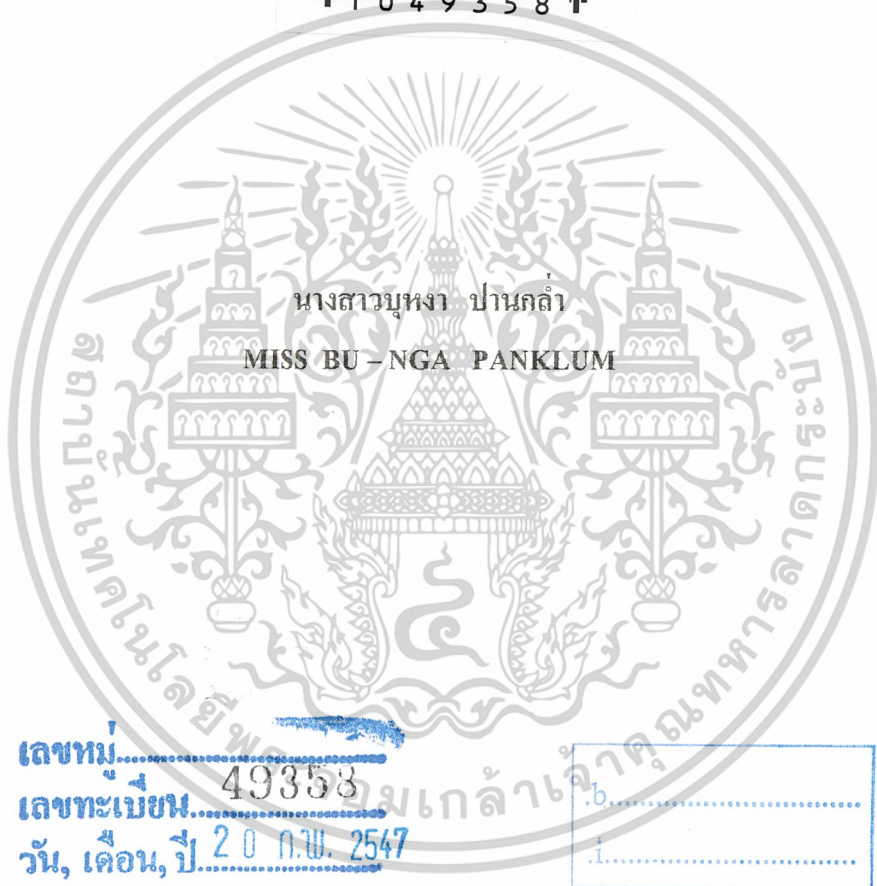 1049358
นางสาวบุหงา ปานกล่ำ
MISS BU – NGA PANKLUM
สถาบันเทคโนโลยีพระจอมเกล้าเจ้าคุณทหารลาดกระบัง
เลขหมู่
เลขทะเบียน 49358
วัน, เดือน, ปี 20 ก.พ. 2547
.b
.i